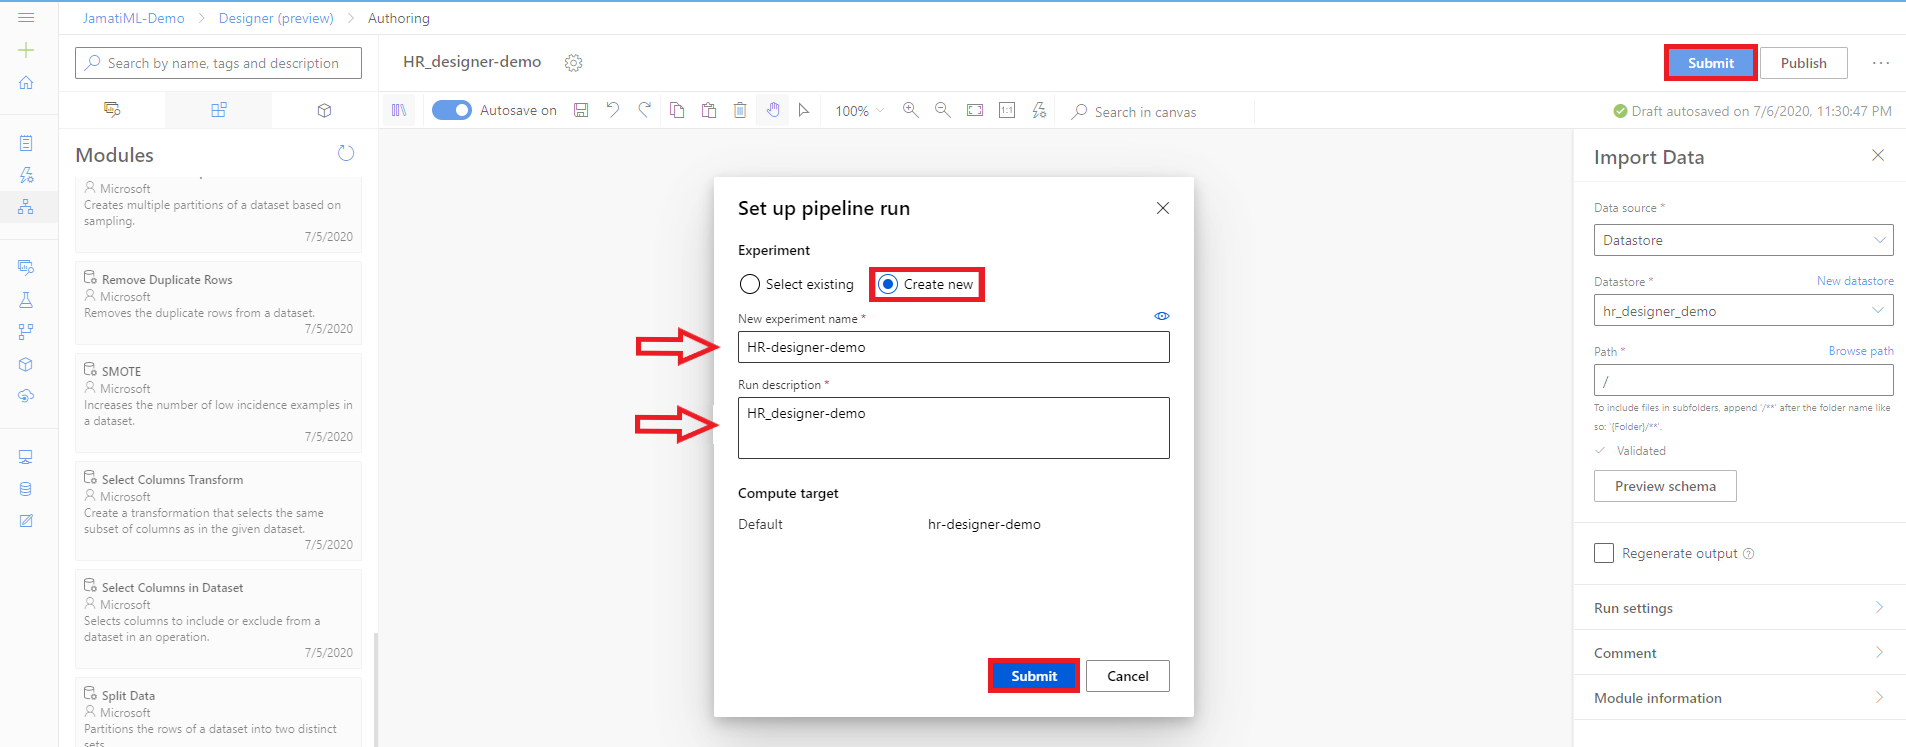 JamatiML-Demo > Designer (preview) > Authoring
Search by name, tags and description
HR_designer-demo
Submit
Publish
...
Autosave on
100%
1:1
Search in canvas
Draft autosaved on 7/6/2020, 11:30:47 PM
Modules
Microsoft
Creates multiple partitions of a dataset based on
sampling.
7/5/2020
Remove Duplicate Rows
Microsoft
Removes the duplicate rows from a dataset.
7/5/2020
SMOTE
Microsoft
Increases the number of low incidence examples in
a dataset.
7/5/2020
Select Columns Transform
Microsoft
Create a transformation that selects the same
subset of columns as in the given dataset.
7/5/2020
Select Columns in Dataset
Microsoft
Selects columns to include or exclude from a
dataset in an operation.
7/5/2020
Split Data
Microsoft
Partitions the rows of a dataset into two distinct
sets.
Set up pipeline run
Experiment
Select existing
Create new
New experiment name *
HR-designer-demo
Run description *
HR_designer-demo
Compute target
Default hr-designer-demo
Submit
Cancel
Import Data
Data source *
Datastore
Datastore *
New datastore
hr_designer_demo
Path *
Browse path
/
To include files in subfolders, append '/**' after the folder name like
so: '{Folder}/**'.
Validated
Preview schema
Regenerate output
Run settings
Comment
Module information